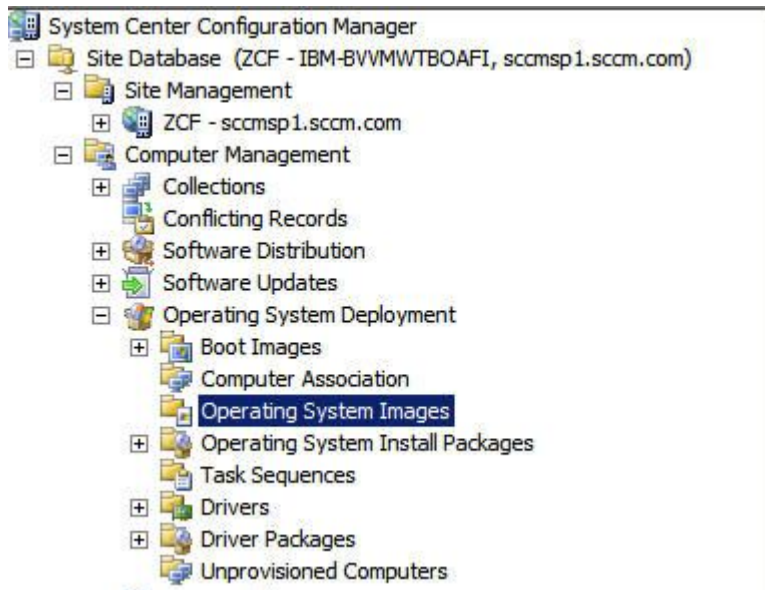 System Center Configuration Manager
Site Database (ZCF - IBM-BVVMWTBOAFI, sccmsp1.sccm.com)
Site Management
ZCF - sccmsp1.sccm.com
Computer Management
Collections
Conflicting Records
Software Distribution
Software Updates
Operating System Deployment
Boot Images
Computer Association
Operating System Images
Operating System Install Packages
Task Sequences
Drivers
Driver Packages
Unprovisioned Computers